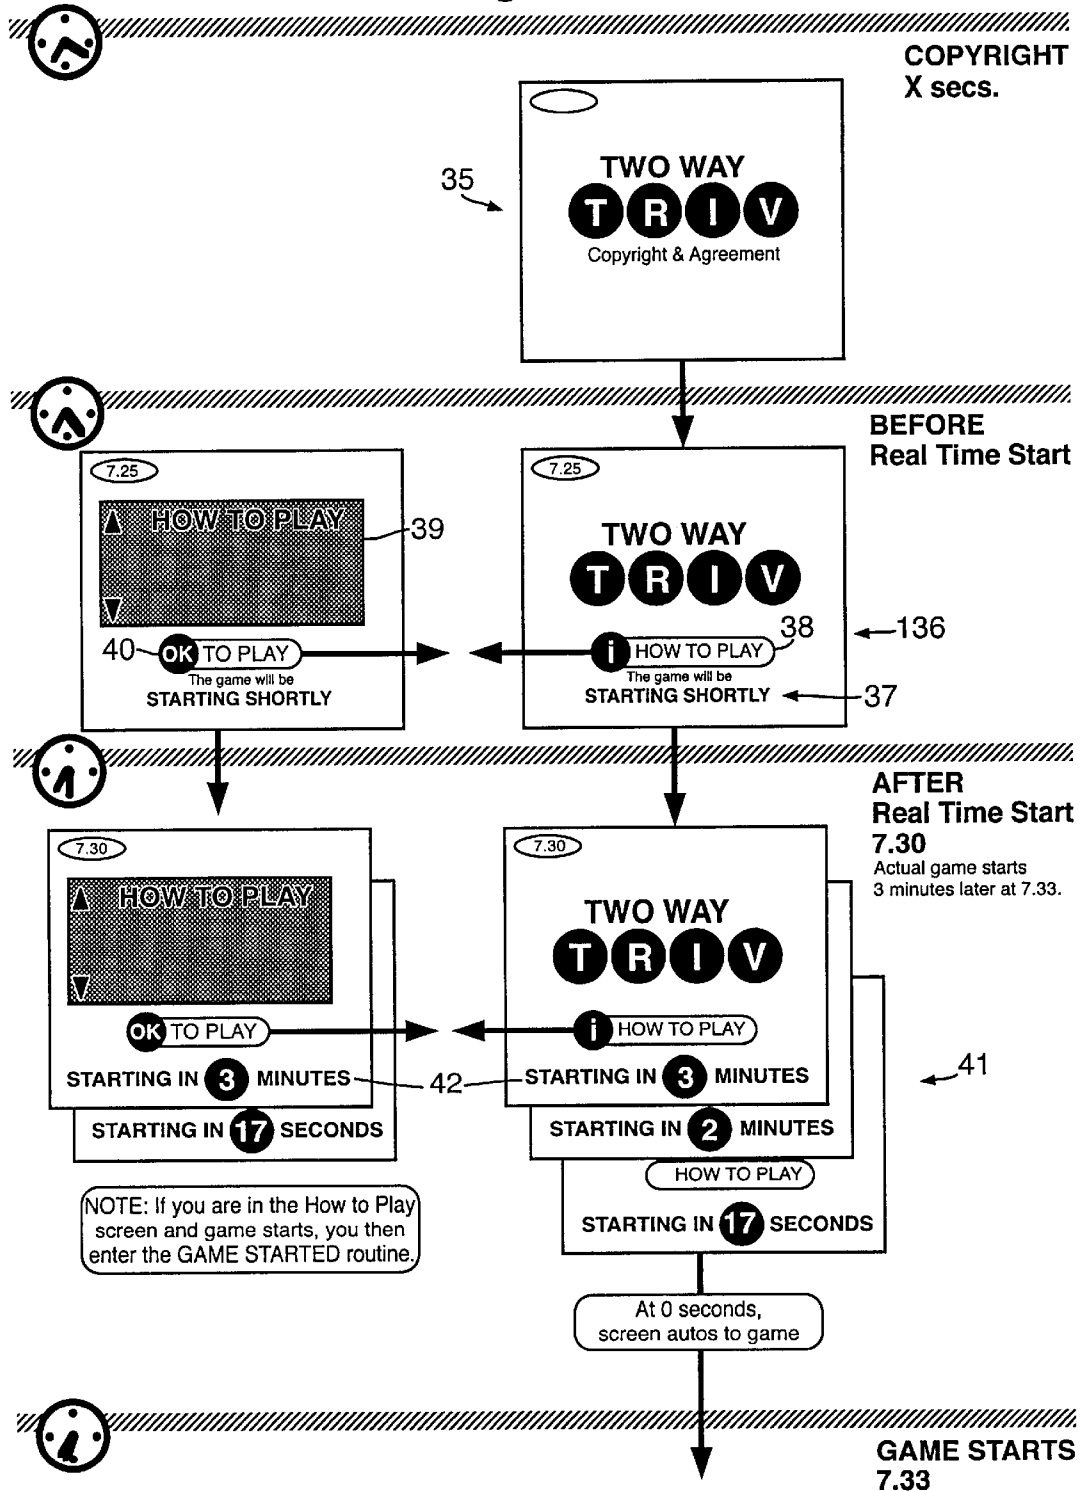 COPYRIGHT
X secs.
35
TWO WAY
TRIV
Copyright & Agreement
BEFORE
Real Time Start
7.25
HOW TO PLAY
39
40
OK TO PLAY
The game will be
STARTING SHORTLY
7.25
TWO WAY
TRIV
i HOW TO PLAY
38
136
The game will be
STARTING SHORTLY
37
AFTER
Real Time Start
7.30
Actual game starts
3 minutes later at 7.33.
7.30
HOW TO PLAY
OK TO PLAY
STARTING IN 3 MINUTES
42
STARTING IN 17 SECONDS
NOTE: If you are in the How to Play
screen and game starts, you then
enter the GAME STARTED routine.
7.30
TWO WAY
TRIV
i HOW TO PLAY
STARTING IN 3 MINUTES
41
STARTING IN 2 MINUTES
HOW TO PLAY
STARTING IN 17 SECONDS
At 0 seconds,
screen autos to game
GAME STARTS
7.33